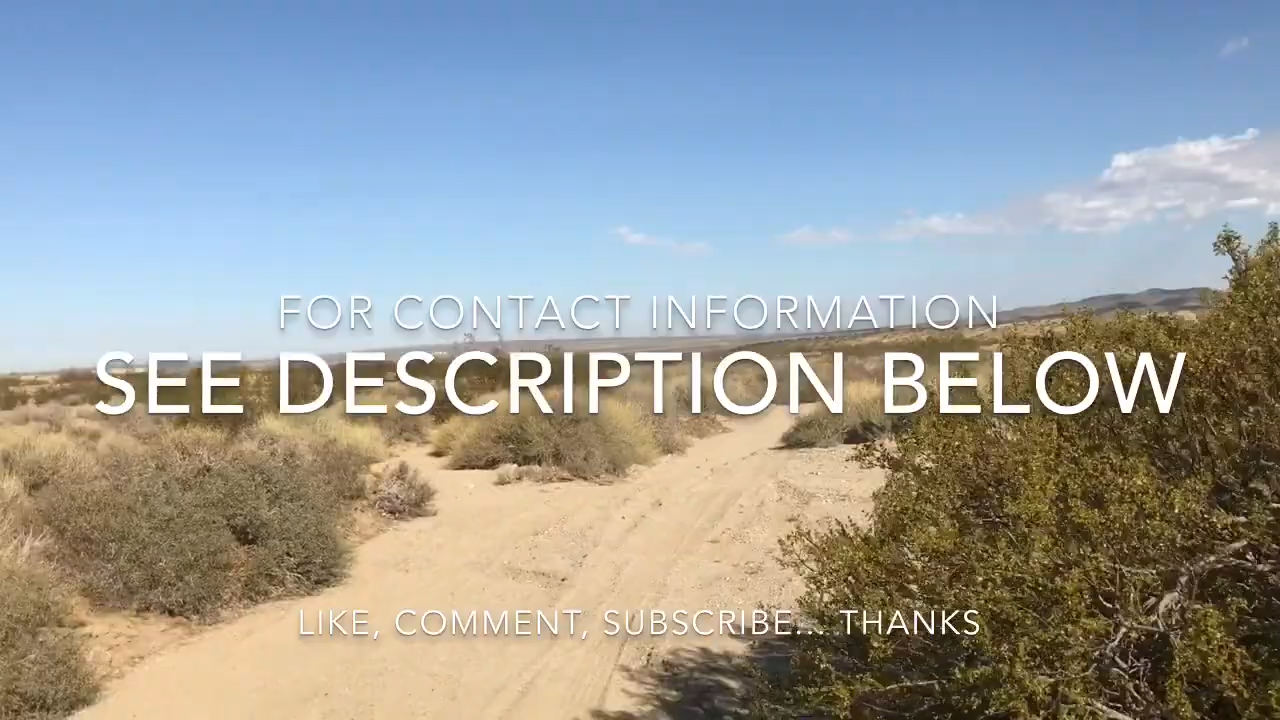 FOR CONTACT INFORMATION
SEE DESCRIPTION BELOW
LIKE, COMMENT, SUBSCRIBE... THANKS